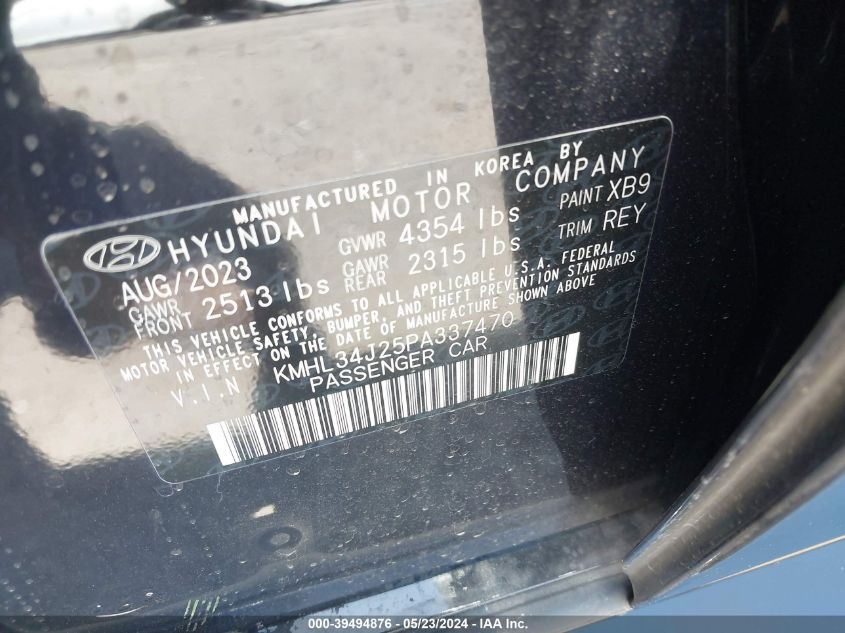 MANUFACTURED IN KOREA BY
HYUNDAI MOTOR COMPANY
AUG/2023 GVWR 4354 lbs PAINT XB9
GAWR FRONT 2513 lbs GAWR REAR 2315 lbs TRIM REY
THIS VEHICLE CONFORMS TO ALL APPLICABLE U.S.A. FEDERAL
MOTOR VEHICLE SAFETY, BUMPER, AND THEFT PREVENTION STANDARDS
IN EFFECT ON THE DATE OF MANUFACTURE SHOWN ABOVE
V.I.N KMHL34J25PA337470
PASSENGER CAR
000-39494876 - 05/23/2024 - IAA Inc.